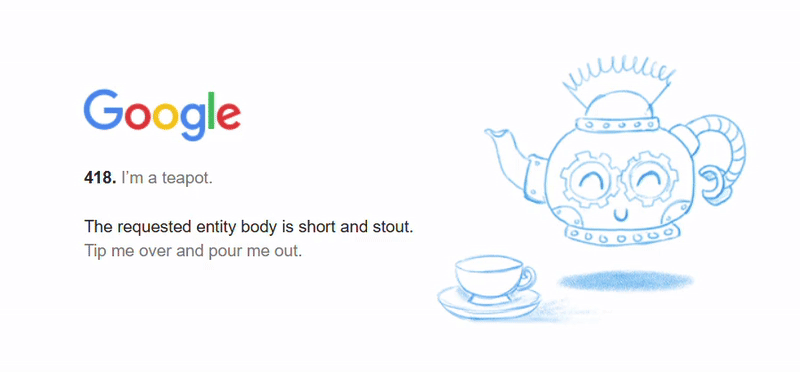 Google
418. I'm a teapot.
The requested entity body is short and stout.
Tip me over and pour me out.